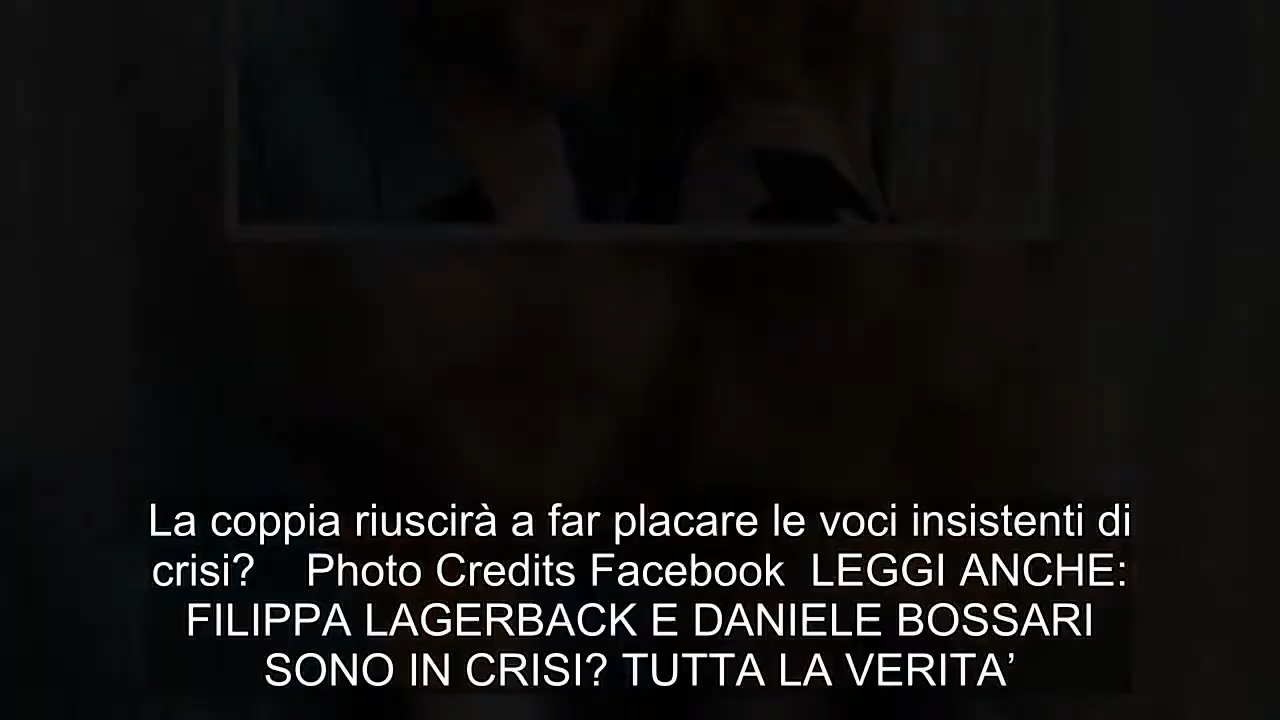 La coppia riuscirà a far placare le voci insistenti di
crisi?    Photo Credits Facebook  LEGGI ANCHE:
FILIPPA LAGERBACK E DANIELE BOSSARI
SONO IN CRISI? TUTTA LA VERITA’